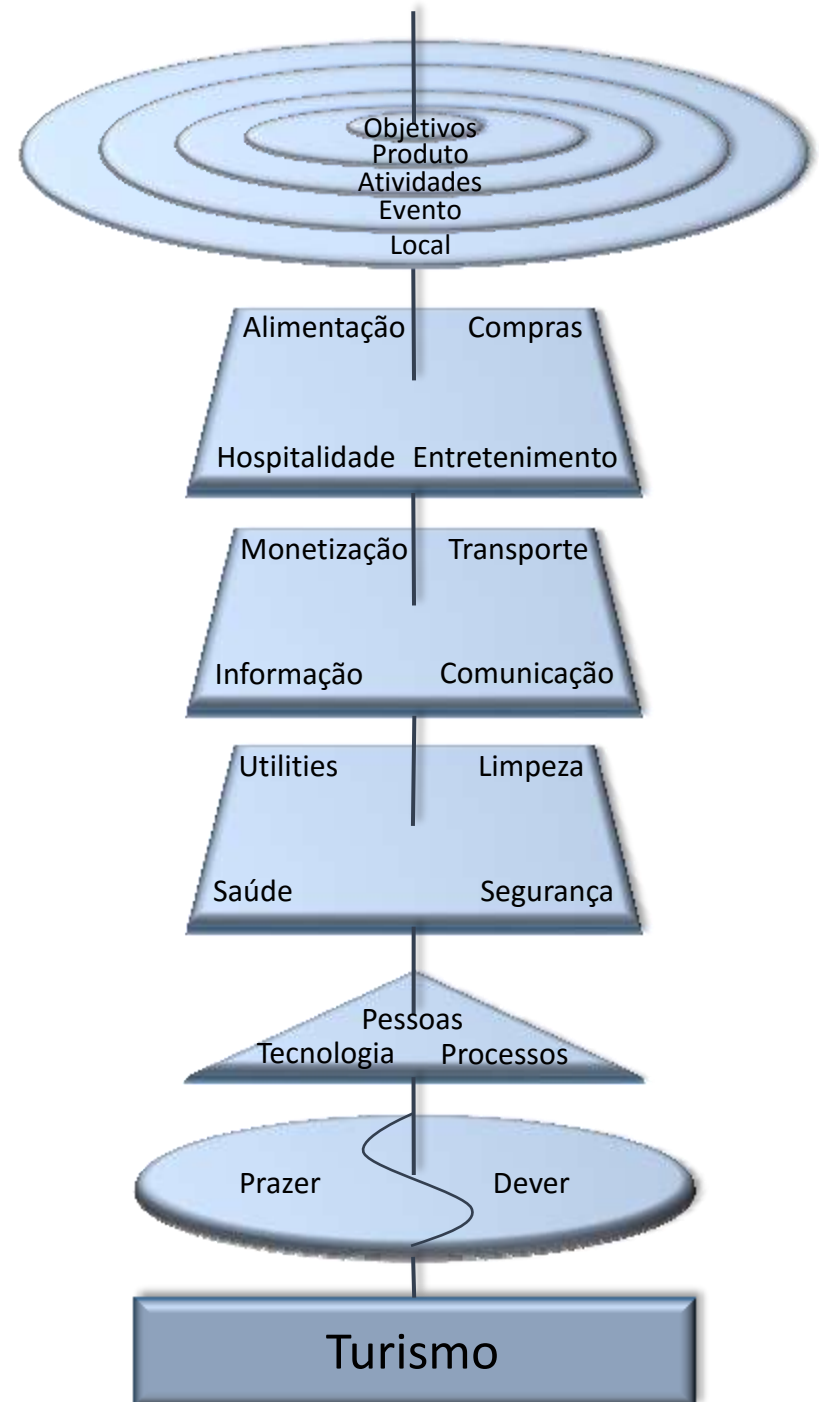 Objetivos
Produto
Atividades
Evento
Local
Alimentação Compras
Hospitalidade Entretenimento
Monetização Transporte
Informação Comunicação
Utilities Limpeza
Saúde Segurança
Pessoas
Tecnologia Processos
Prazer Dever
Turismo